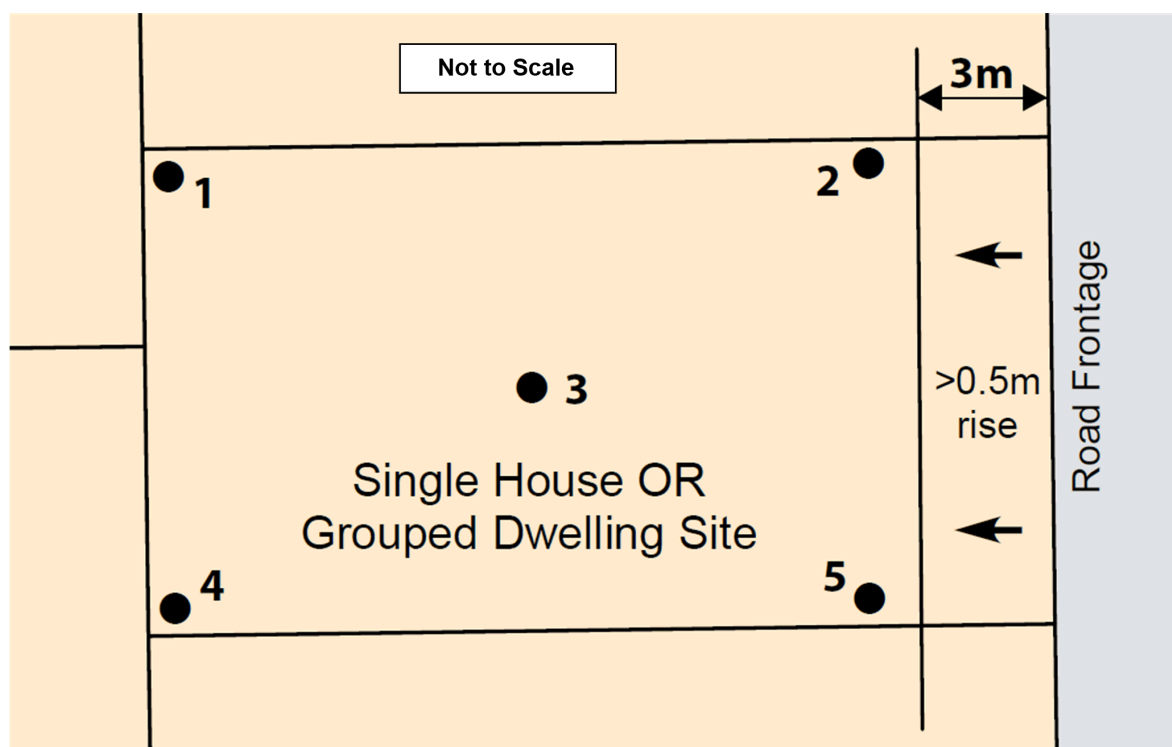 Not to Scale
3m
1
2
>0.5m
rise
Road Frontage
3
Single House OR
Grouped Dwelling Site
4
5